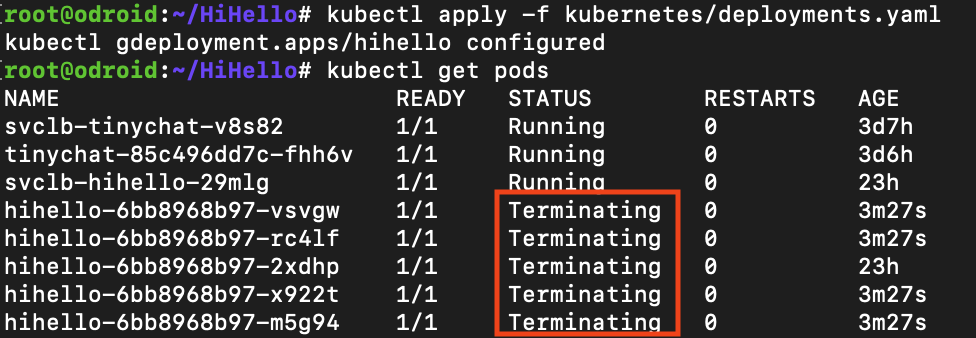 [root@odroid:~/HiHello# kubectl apply -f kubernetes/deployments.yaml
kubectl gdeployment.apps/hihello configured
[root@odroid:~/HiHello# kubectl get pods
NAME READY STATUS RESTARTS AGE
svclb-tinychat-v8s82 1/1 Running 0 3d7h
tinychat-85c496dd7c-fhh6v 1/1 Running 0 3d6h
svclb-hihello-29mlg 1/1 Running 0 23h
hihello-6bb8968b97-vsvgw 1/1 Terminating 0 3m27s
hihello-6bb8968b97-rc4lf 1/1 Terminating 0 3m27s
hihello-6bb8968b97-2xdhp 1/1 Terminating 0 23h
hihello-6bb8968b97-x922t 1/1 Terminating 0 3m27s
hihello-6bb8968b97-m5g94 1/1 Terminating 0 3m27s